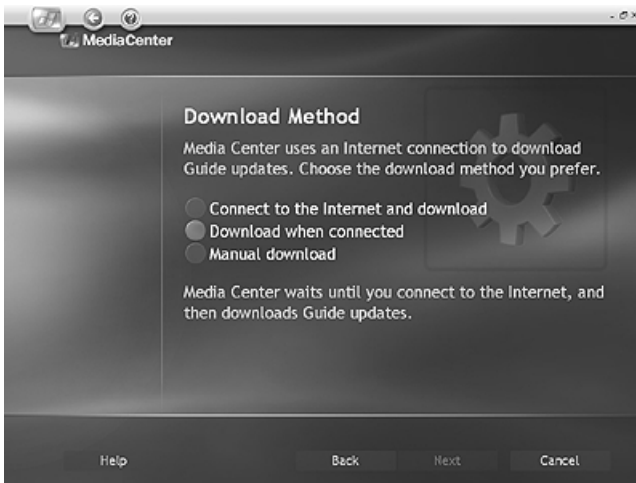 MediaCenter
Download Method
Media Center uses an Internet connection to download
Guide updates. Choose the download method you prefer.
Connect to the Internet and download
Download when connected
Manual download
Media Center waits until you connect to the Internet, and
then downloads Guide updates.
Help Back Next Cancel